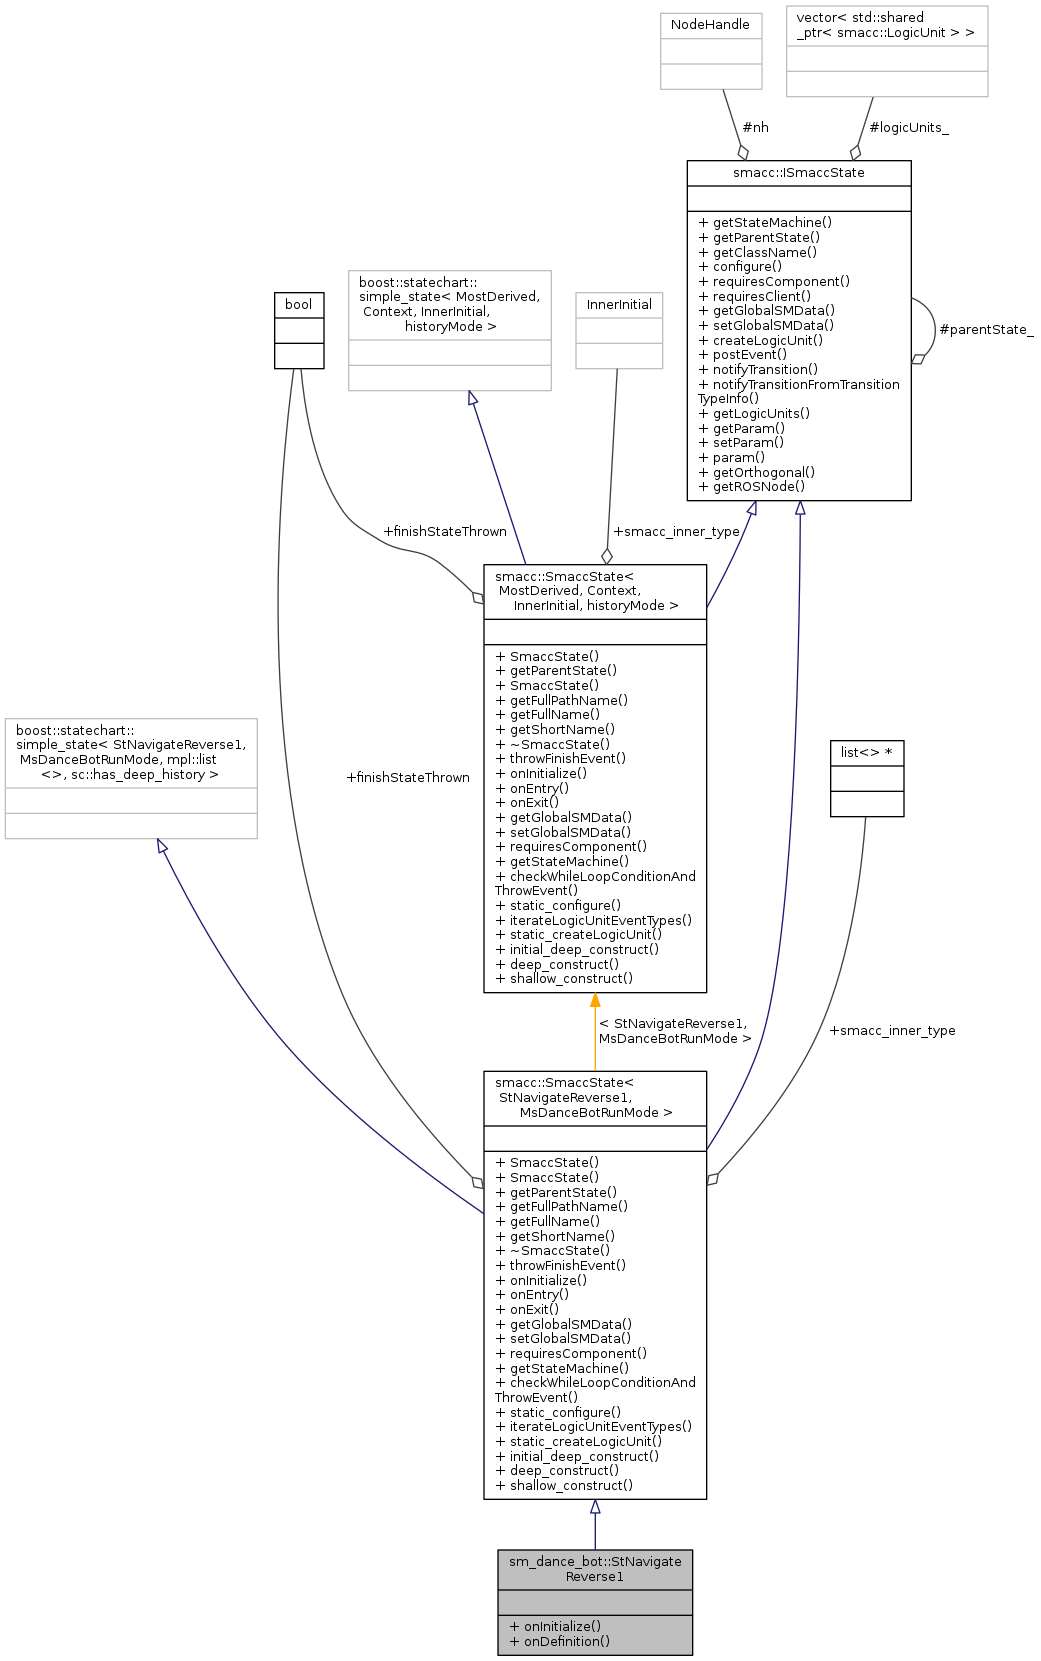 NodeHandle
vector< std::shared
_ptr< smacc::LogicUnit > >
#nh
#logicUnits_
smacc::ISmaccState
+ getStateMachine()
+ getParentState()
+ getClassName()
+ configure()
+ requiresComponent()
+ requiresClient()
+ getGlobalSMData()
+ setGlobalSMData()
+ createLogicUnit()
+ postEvent()
+ notifyTransition()
+ notifyTransitionFromTransition
TypeInfo()
+ getLogicUnits()
+ getParam()
+ setParam()
+ param()
+ getOrthogonal()
+ getROSNode()
#parentState_
bool
boost::statechart::
simple_state< MostDerived,
Context, InnerInitial,
historyMode >
InnerInitial
+finishStateThrown
+smacc_inner_type
smacc::SmaccState<
MostDerived, Context,
InnerInitial, historyMode >
+ SmaccState()
+ getParentState()
+ SmaccState()
+ getFullPathName()
+ getFullName()
+ getShortName()
+ ~SmaccState()
+ throwFinishEvent()
+ onInitialize()
+ onEntry()
+ onExit()
+ getGlobalSMData()
+ setGlobalSMData()
+ requiresComponent()
+ getStateMachine()
+ checkWhileLoopConditionAnd
ThrowEvent()
+ static_configure()
+ iterateLogicUnitEventTypes()
+ static_createLogicUnit()
+ initial_deep_construct()
+ deep_construct()
+ shallow_construct()
boost::statechart::
simple_state< StNavigateReverse1,
MsDanceBotRunMode, mpl::list
<>, sc::has_deep_history >
+finishStateThrown
list<> *
< StNavigateReverse1,
MsDanceBotRunMode >
+smacc_inner_type
smacc::SmaccState<
StNavigateReverse1,
MsDanceBotRunMode >
+ SmaccState()
+ SmaccState()
+ getParentState()
+ getFullPathName()
+ getFullName()
+ getShortName()
+ ~SmaccState()
+ throwFinishEvent()
+ onInitialize()
+ onEntry()
+ onExit()
+ getGlobalSMData()
+ setGlobalSMData()
+ requiresComponent()
+ getStateMachine()
+ checkWhileLoopConditionAnd
ThrowEvent()
+ static_configure()
+ iterateLogicUnitEventTypes()
+ static_createLogicUnit()
+ initial_deep_construct()
+ deep_construct()
+ shallow_construct()
sm_dance_bot::StNavigate
Reverse1
+ onInitialize()
+ onDefinition()